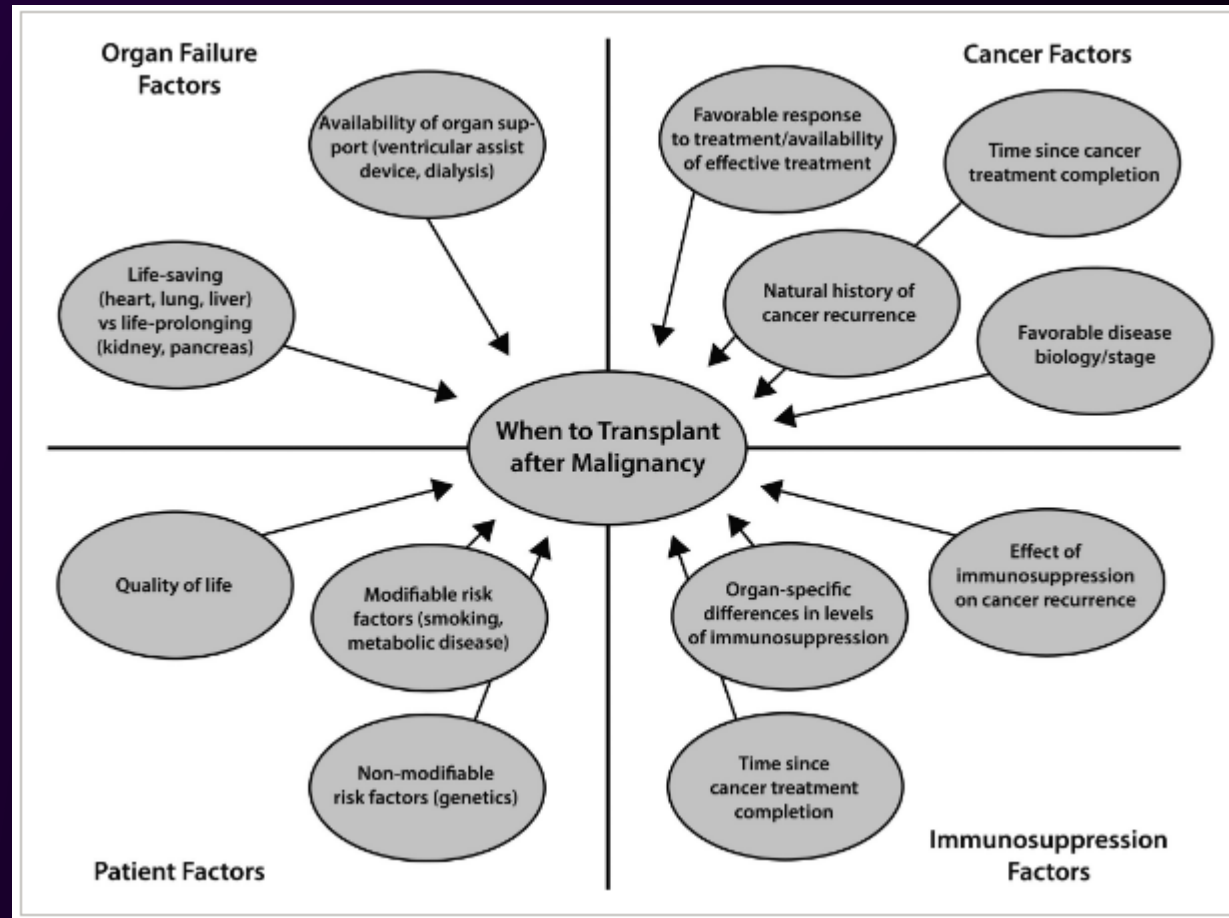 Organ Failure
Factors
Availability of organ sup-
port (ventricular assist
device, dialysis)
Life-saving
(heart, lung, liver)
vs life-prolonging
(kidney, pancreas)
Cancer Factors
Favorable response
to treatment/availability
of effective treatment
Time since cancer
treatment completion
Natural history of
cancer recurrence
Favorable disease
biology/stage
When to Transplant
after Malignancy
Quality of life
Modifiable risk
factors (smoking,
metabolic disease)
Non-modifiable
risk factors (genetics)
Patient Factors
Organ-specific
differences in levels
of immunosuppression
Effect of
immunosuppression
on cancer recurrence
Time since
cancer treatment
completion
Immunosuppression
Factors